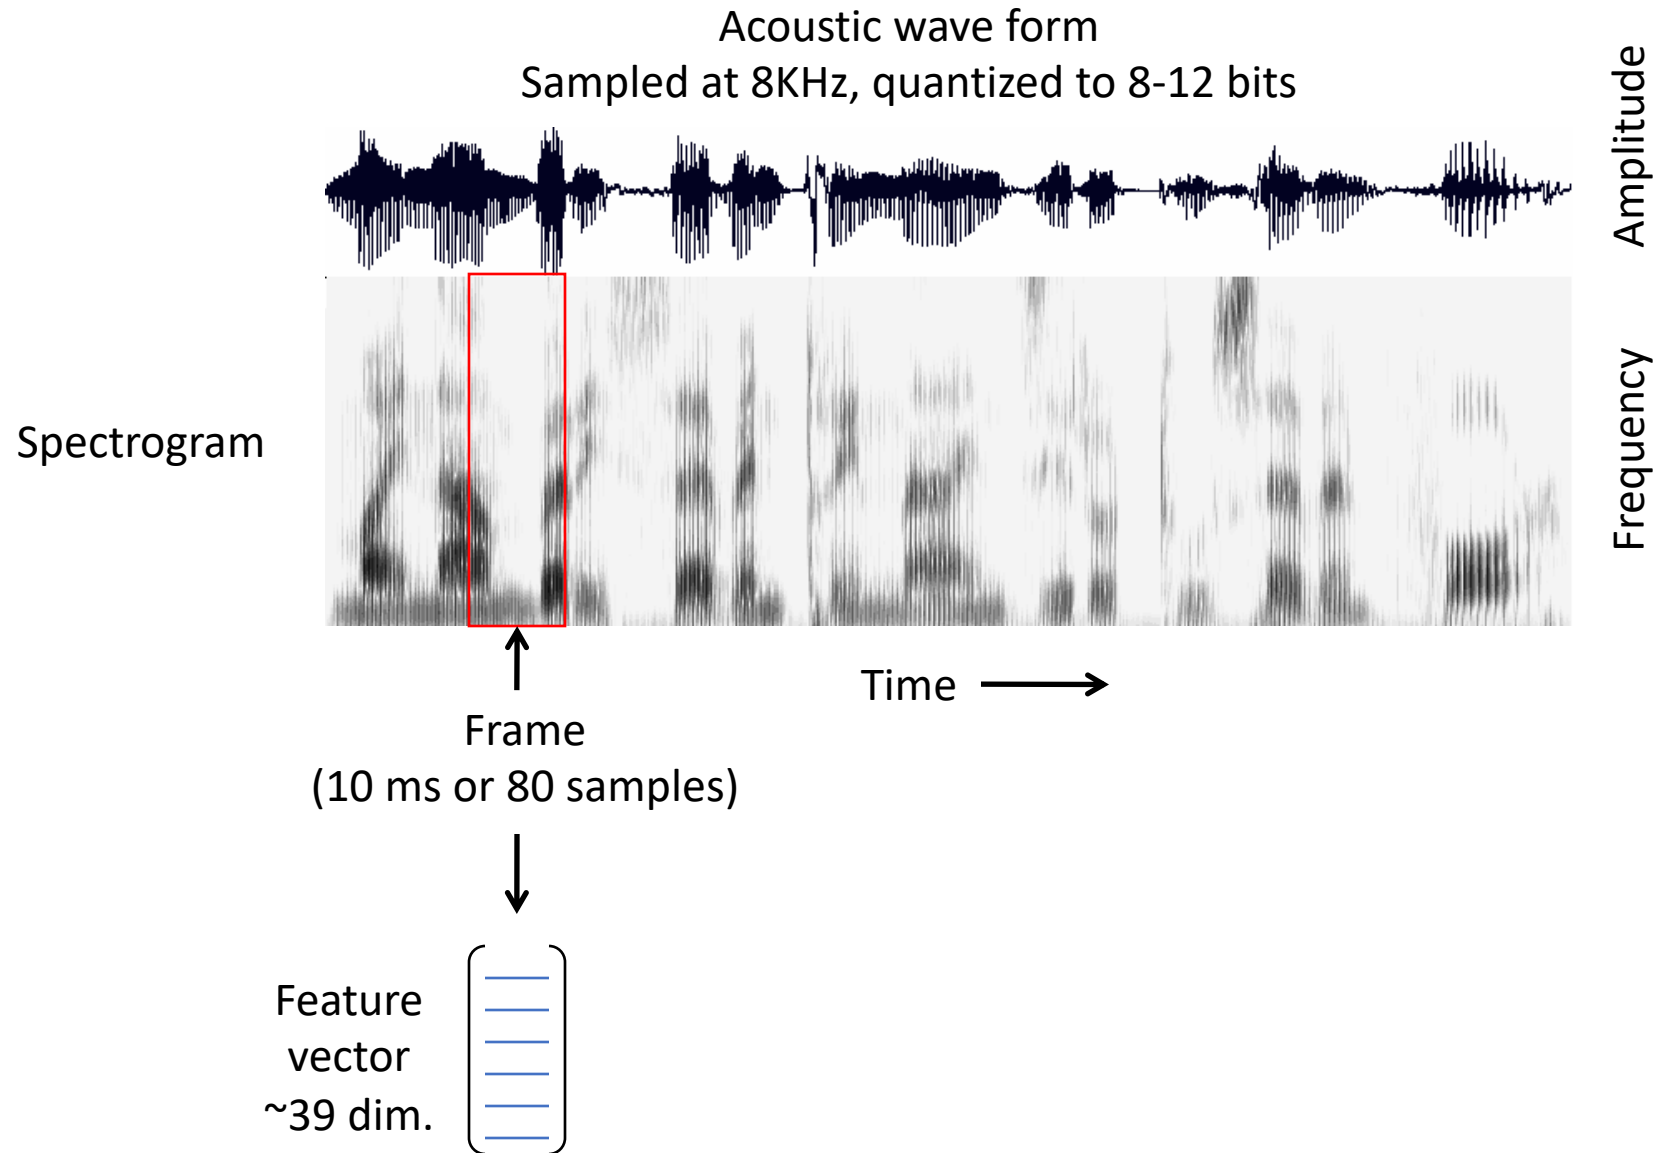 Acoustic wave form
Sampled at 8KHz, quantized to 8-12 bits
Amplitude
Spectrogram
Frequency
Time
Frame
(10 ms or 80 samples)
Feature
vector
~39 dim.